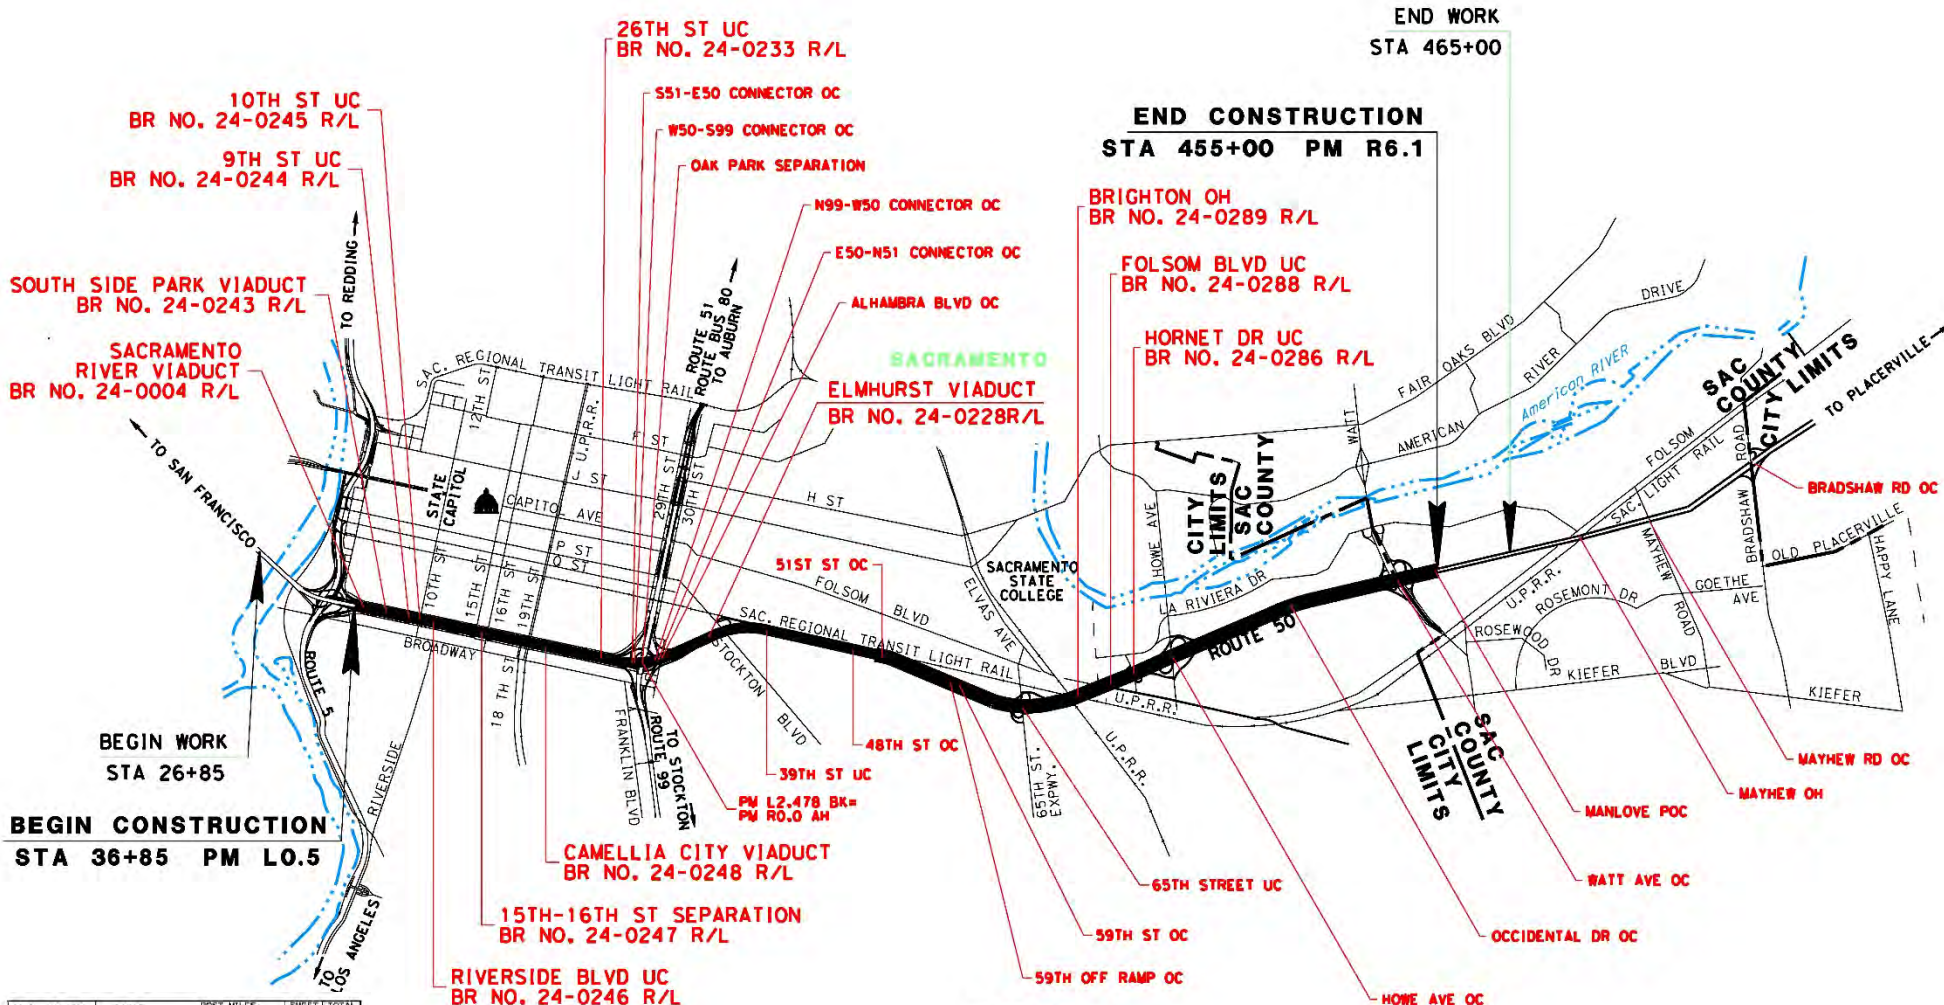 26TH ST UC
BR NO. 24-0233 R/L
END WORK
STA 465+00
S51-E50 CONNECTOR OC
10TH ST UC
BR NO. 24-0245 R/L
W50-S99 CONNECTOR OC
END CONSTRUCTION
STA 455+00 PM R6.1
9TH ST UC
BR NO. 24-0244 R/L
OAK PARK SEPARATION
BRIGHTON OH
BR NO. 24-0289 R/L
N99-W50 CONNECTOR OC
E50-N51 CONNECTOR OC
SOUTH SIDE PARK VIADUCT
BR NO. 24-0243 R/L
FOLSOM BLVD UC
BR NO. 24-0288 R/L
ALHAMBRA BLVD OC
TO REDDING
ROUTE 51
ROUTE BUS 80
TO AUBURN
SACRAMENTO
RIVER VIADUCT
BR NO. 24-0004 R/L
HORNET DR UC
BR NO. 24-0286 R/L
SACRAMENTO
ELMHURST VIADUCT
BR NO. 24-0228R/L
SAC. REGIONAL TRANSIT LIGHT RAIL
FAIR OAKS BLVD
AMERICAN RIVER DRIVE
American RIVER
SAC COUNTY
CITY LIMITS
TO PLACERVILLE
TO SAN FRANCISCO
12TH ST
U.P.R.R.
F ST
J ST
H ST
29TH ST
30TH ST
STATE CAPITOL
CAPITOL AVE
P ST
Q ST
WATT
HOWE AVE
CITY LIMITS
SAC COUNTY
FOLSOM
SAC. LIGHT RAIL
BRADSHAW ROAD
BRADSHAW RD OC
OLD PLACERVILLE
HAPPY LANE
10TH ST
15TH ST
16TH ST
19TH ST
18 TH ST
BROADWAY
51ST ST OC
FOLSOM BLVD
SACRAMENTO
STATE
COLLEGE
ELVAS AVE
LA RIVIERA DR
ROUTE 50
U.P.R.R.
MAYHEW ROAD
ROSEMONT DR
GOETHE AVE
ROSEWOOD DR
KIEFER BLVD
KIEFER
SAC. REGIONAL TRANSIT LIGHT RAIL
STOCKTON BLVD
U.P.R.R.
U.P.R.R.
ROUTE 5
RIVERSIDE
FRANKLIN BLVD
TO STOCKTON
ROUTE 99
65TH ST. EXPWY.
SAC COUNTY
CITY LIMITS
BEGIN WORK
STA 26+85
48TH ST OC
39TH ST UC
PM L2.478 BK=
PM R0.0 AH
MAYHEW RD OC
MAYHEW OH
MANLOVE POC
BEGIN CONSTRUCTION
STA 36+85 PM L0.5
CAMELLIA CITY VIADUCT
BR NO. 24-0248 R/L
65TH STREET UC
WATT AVE OC
15TH-16TH ST SEPARATION
BR NO. 24-0247 R/L
59TH ST OC
OCCIDENTAL DR OC
TO
LOS ANGELES
RIVERSIDE BLVD UC
BR NO. 24-0246 R/L
59TH OFF RAMP OC
HOWE AVE OC
POST MILES
SHEET
TOTAL